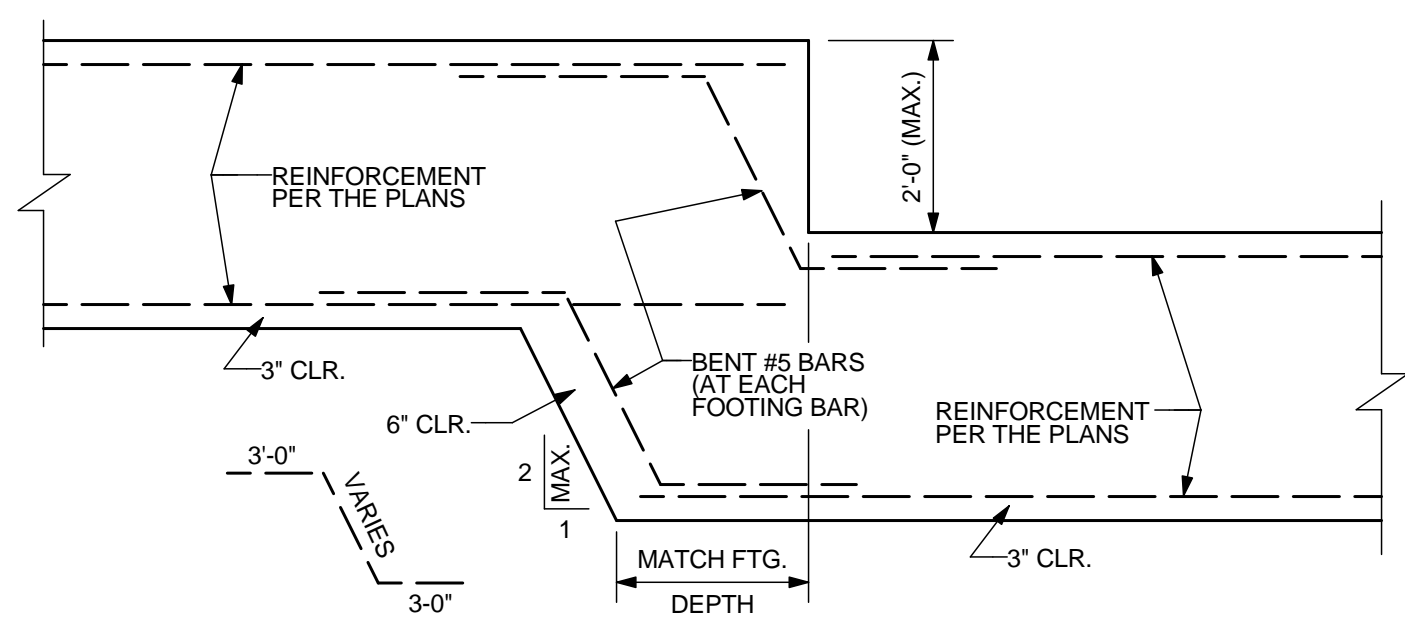 2'-0" (MAX.)
REINFORCEMENT
PER THE PLANS
3" CLR.
BENT #5 BARS
(AT EACH
FOOTING BAR)
6" CLR.
REINFORCEMENT
PER THE PLANS
3'-0"
VARIES
3-0"
2
MAX.
1
MATCH FTG.
DEPTH
3" CLR.